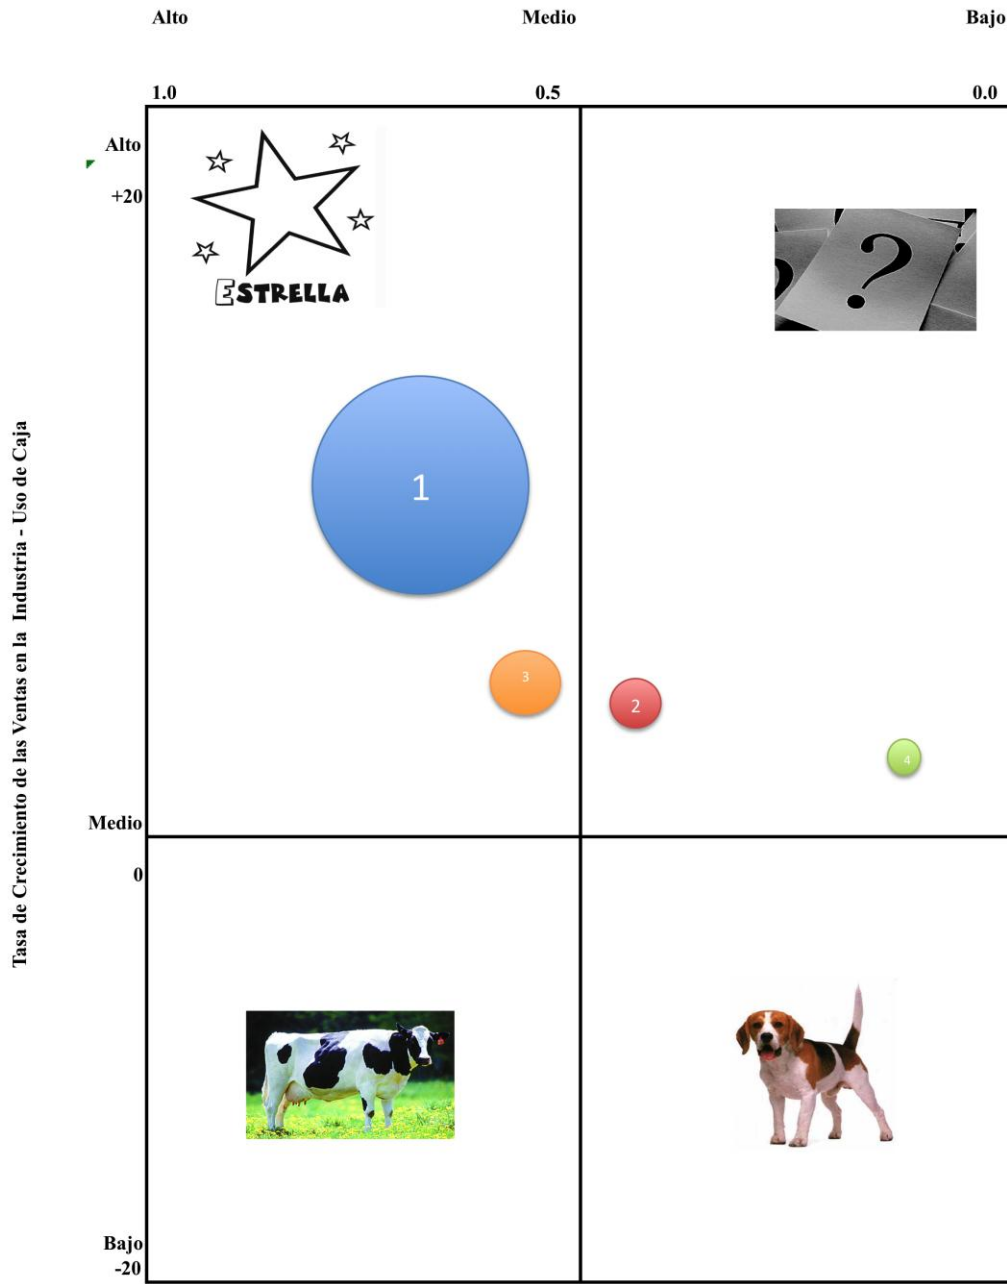 Alto Medio Bajo
1.0 0.5 0.0
Alto
+20
ESTRELLA
?
1
3
2
4
Medio
0
Bajo
-20
Tasa de Crecimiento de las Ventas en la Industria - Uso de Caja